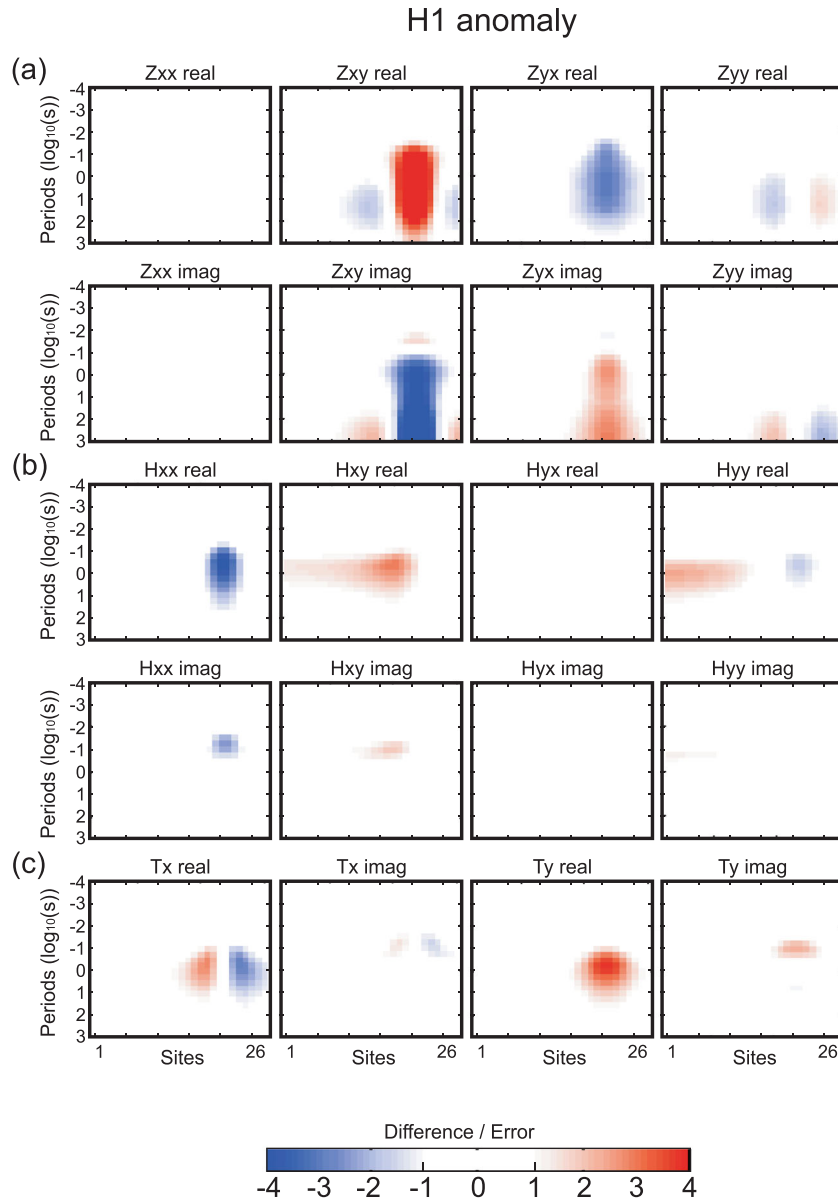 H1 anomaly
(a)
Zxx real Zxy real Zyx real Zyy real
Periods (log10(s))
-4
-3
-2
-1
0
1
2
3
Zxx imag Zxy imag Zyx imag Zyy imag
Periods (log10(s))
-4
-3
-2
-1
0
1
2
3
(b)
Hxx real Hxy real Hyx real Hyy real
Periods (log10(s))
-4
-3
-2
-1
0
1
2
3
Hxx imag Hxy imag Hyx imag Hyy imag
Periods (log10(s))
-4
-3
-2
-1
0
1
2
3
(c)
Tx real Tx imag Ty real Ty imag
Periods (log10(s))
-4
-3
-2
-1
0
1
2
3
1 Sites 26 1 Sites 26 1 Sites 26 1 Sites 26
Difference / Error
-4 -3 -2 -1 0 1 2 3 4